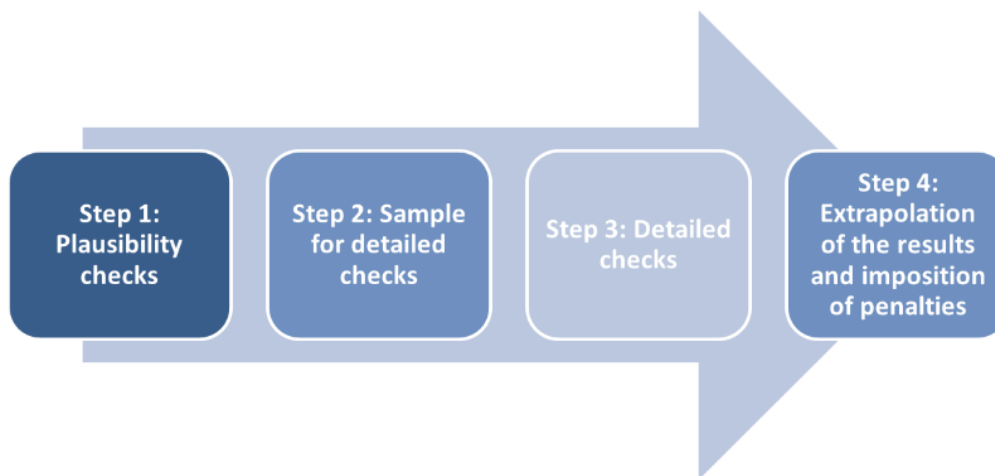 Step 1:
Plausibility
checks
Step 2: Sample
for detailed
checks
Step 3: Detailed
checks
Step 4:
Extrapolation
of the results
and imposition
of penalties